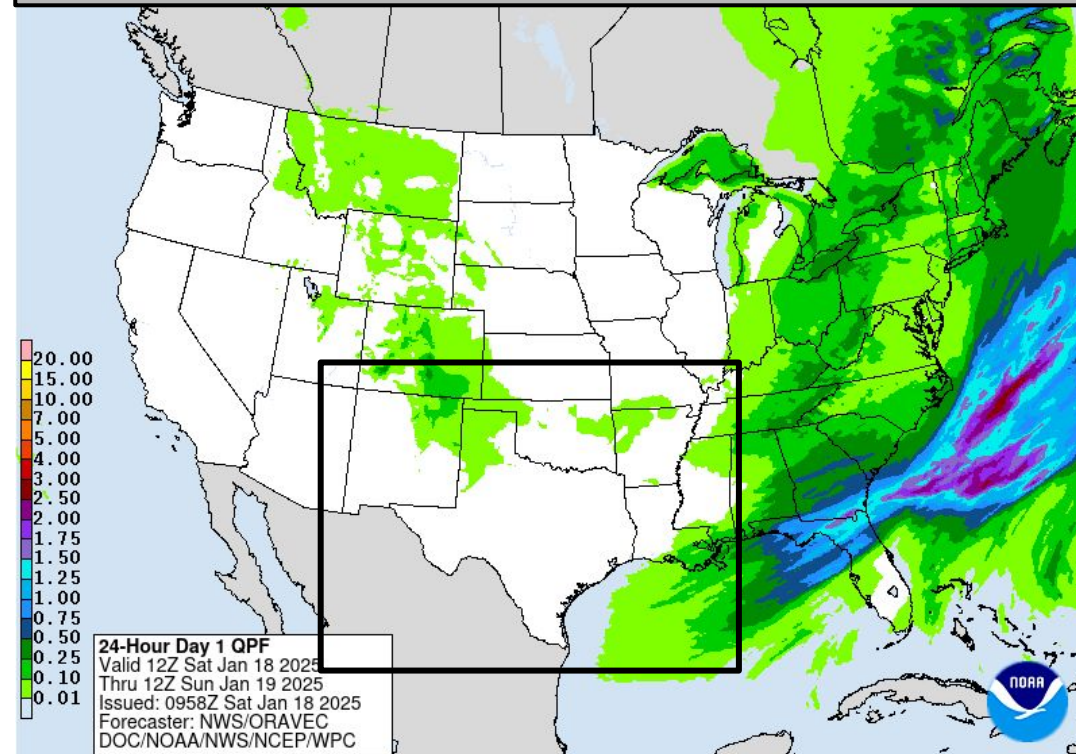 20.00
15.00
10.00
7.00
5.00
4.00
3.00
2.50
2.00
1.75
1.50
1.25
1.00
0.75
0.50
0.25
0.10
0.01
24-Hour Day 1 QPF
Valid 12Z Sat Jan 18 2025
Thru 12Z Sun Jan 19 2025
Issued: 0958Z Sat Jan 18 2025
Forecaster: NWS/ORAVEC
DOC/NOAA/NWS/NCEP/WPC
NOAA